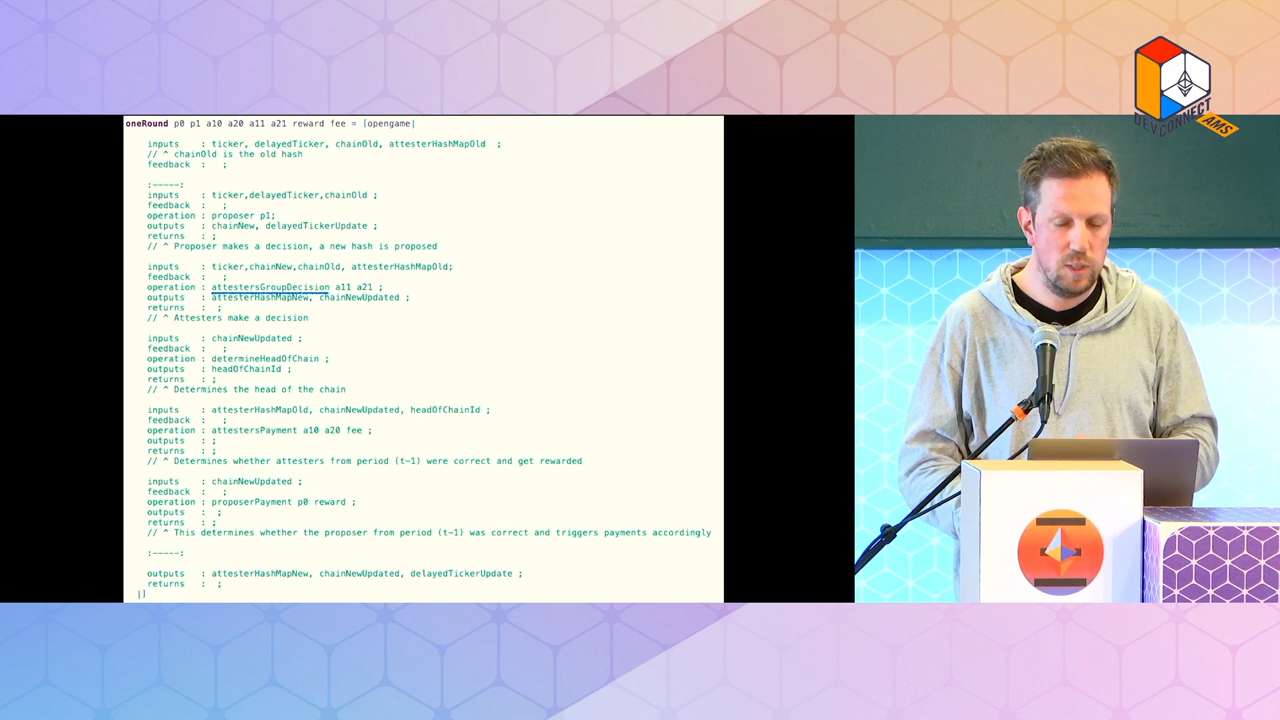 oneRound p0 p1 a10 a20 a11 a21 reward fee = [opengame|
inputs : ticker, delayedTicker, chainOld, attesterHashMapOld ;
// ^ chainOld is the old hash
feedback : ;
:-----:
inputs : ticker,delayedTicker,chainOld ;
feedback : ;
operation : proposer p1;
outputs : chainNew, delayedTickerUpdate ;
returns : ;
// ^ Proposer makes a decision, a new hash is proposed
inputs : ticker,chainNew,chainOld, attesterHashMapOld;
feedback : ;
operation : attestersGroupDecision a11 a21 ;
outputs : attesterHashMapNew, chainNewUpdated ;
returns : ;
// ^ Attesters make a decision
inputs : chainNewUpdated ;
feedback : ;
operation : determineHeadOfChain ;
outputs : headOfChainId ;
returns : ;
// ^ Determines the head of the chain
inputs : attesterHashMapOld, chainNewUpdated, headOfChainId ;
feedback : ;
operation : attestersPayment a10 a20 fee ;
outputs : ;
returns : ;
// ^ Determines whether attesters from period (t-1) were correct and get rewarded
inputs : chainNewUpdated ;
feedback : ;
operation : proposerPayment p0 reward ;
outputs : ;
returns : ;
// ^ This determines whether the proposer from period (t-1) was correct and triggers payments accordingly
:-----:
outputs : attesterHashMapNew, chainNewUpdated, delayedTickerUpdate ;
returns : ;
|]
DEVCONNECT
AMS